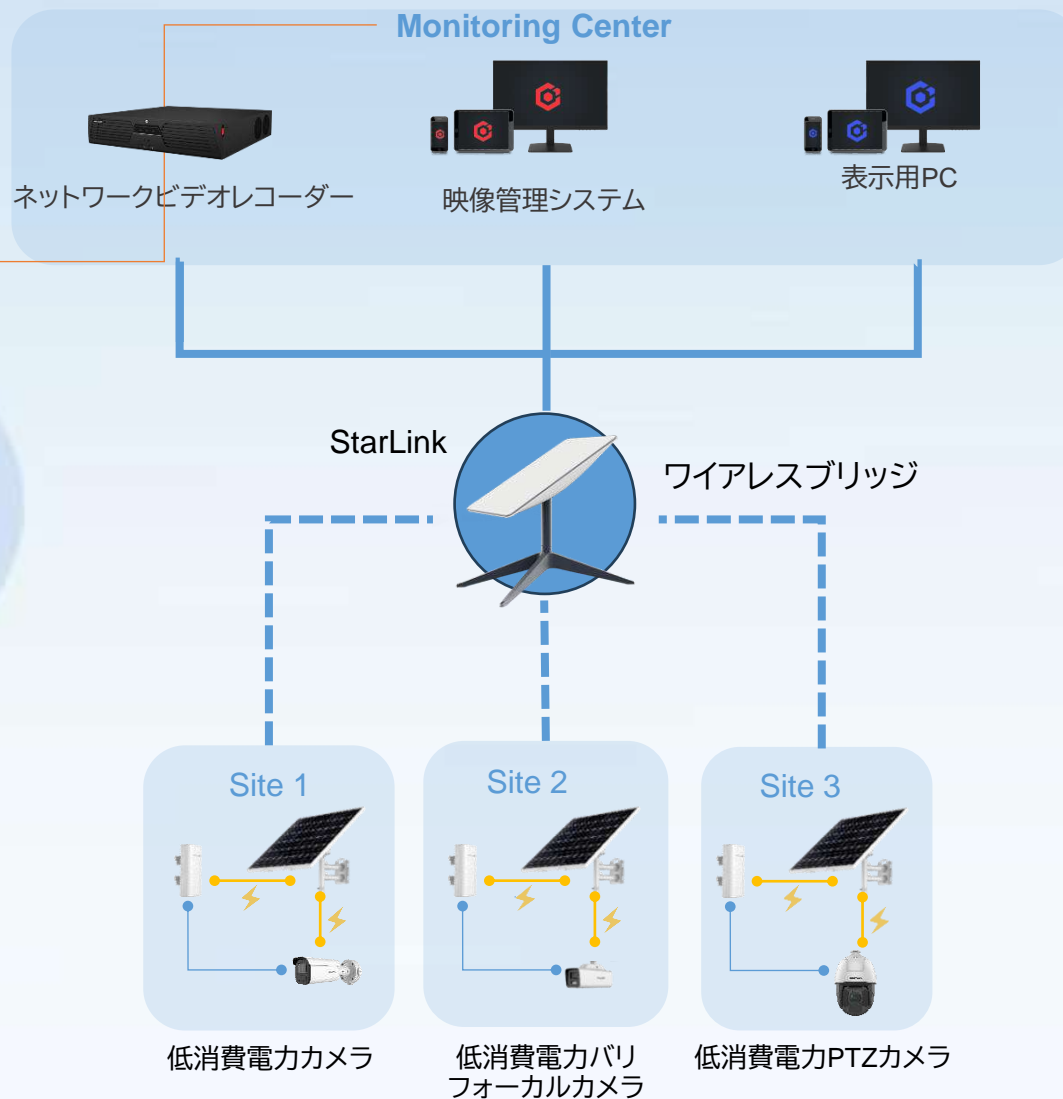 Monitoring Center
ネットワークビデオレコーダー
映像管理システム
表示用PC
StarLink
ワイアレスブリッジ
Site 1
Site 2
Site 3
低消費電力カメラ
低消費電力バリ
フォーカルカメラ
低消費電力PTZカメラ